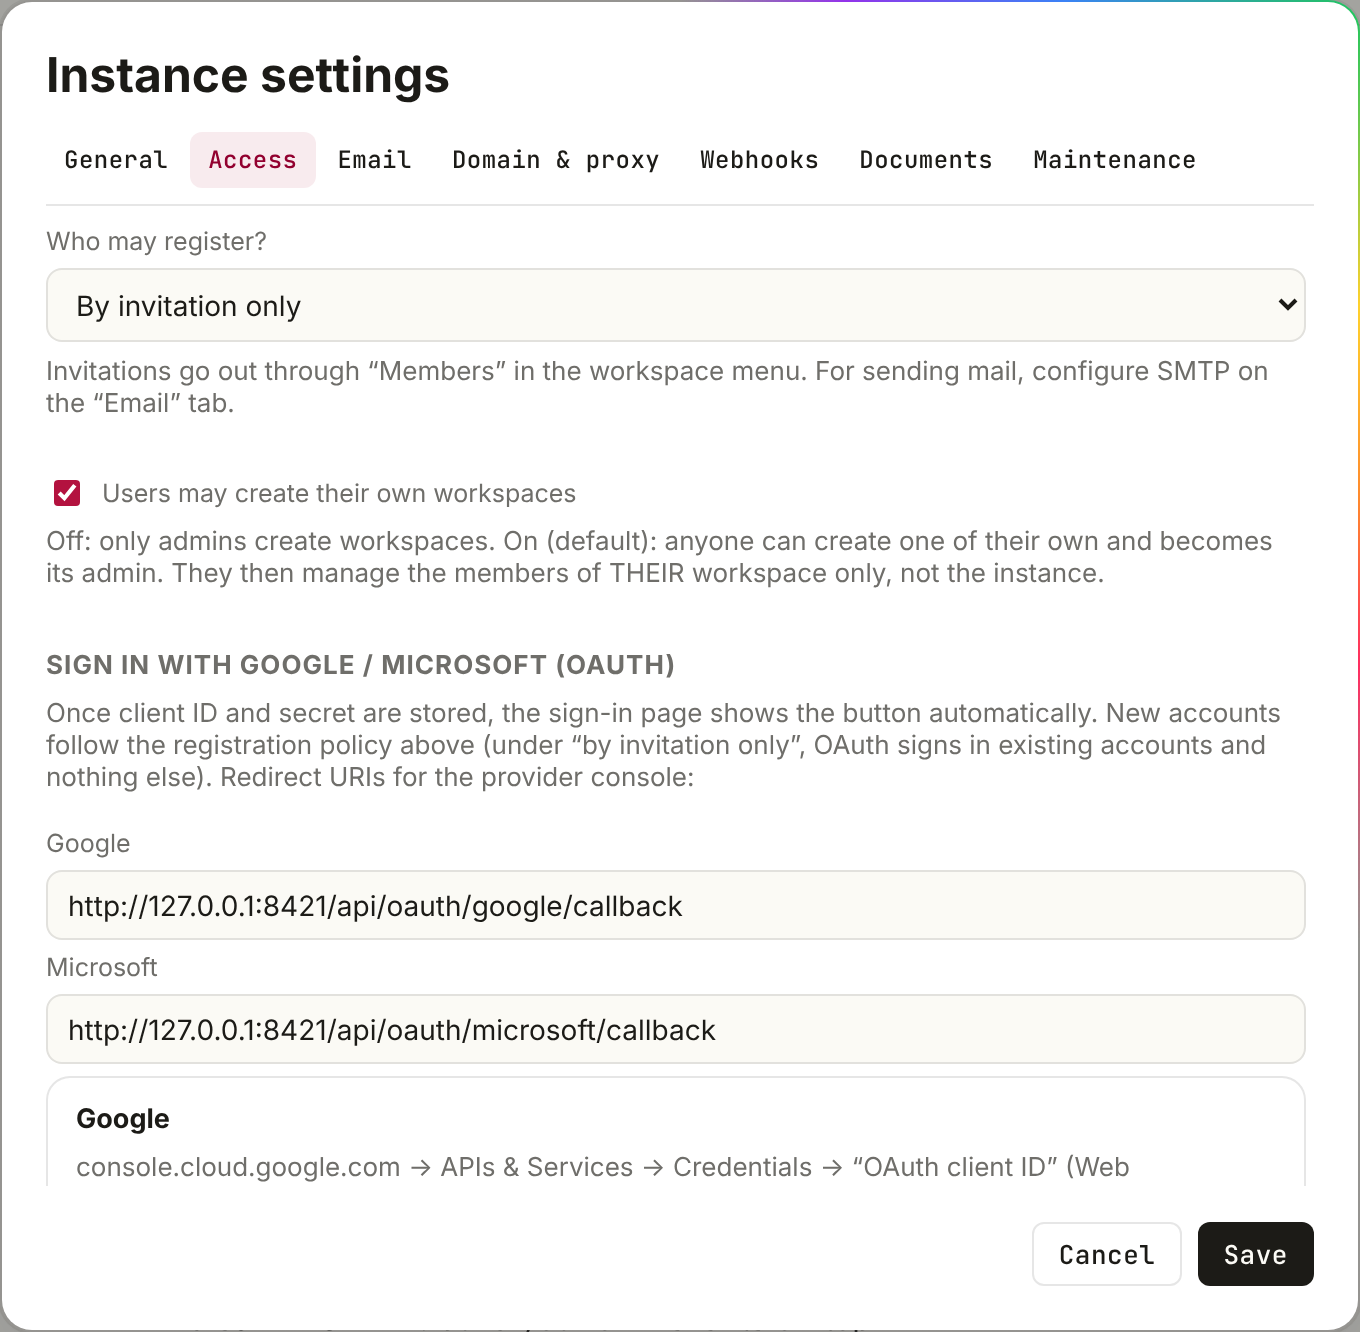 Instance settings
General Access Email Domain & proxy Webhooks Documents Maintenance
Who may register?
By invitation only
Invitations go out through “Members” in the workspace menu. For sending mail, configure SMTP on
the “Email” tab.
Users may create their own workspaces
Off: only admins create workspaces. On (default): anyone can create one of their own and becomes
its admin. They then manage the members of THEIR workspace only, not the instance.
SIGN IN WITH GOOGLE / MICROSOFT (OAUTH)
Once client ID and secret are stored, the sign-in page shows the button automatically. New accounts
follow the registration policy above (under “by invitation only”, OAuth signs in existing accounts and
nothing else). Redirect URIs for the provider console:
Google
http://127.0.0.1:8421/api/oauth/google/callback
Microsoft
http://127.0.0.1:8421/api/oauth/microsoft/callback
Google
console.cloud.google.com → APIs & Services → Credentials → “OAuth client ID” (Web
Cancel Save